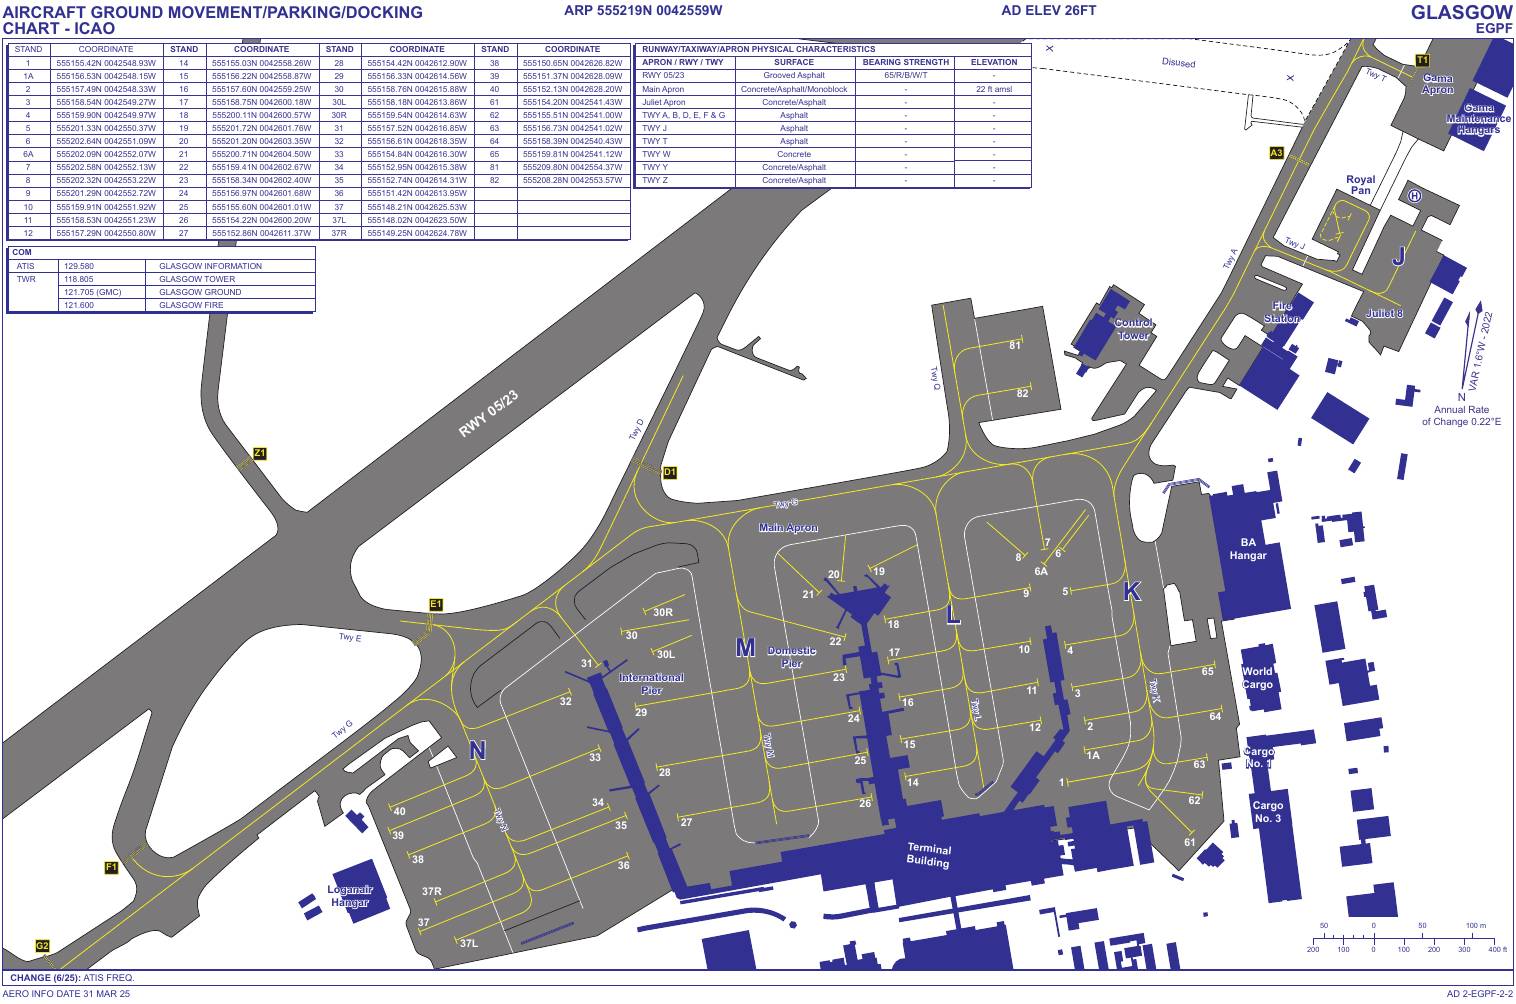 AIRCRAFT GROUND MOVEMENT/PARKING/DOCKING
CHART - ICAO
ARP 555219N 0042559W
AD ELEV 26FT
GLASGOW
EGPF
STAND COORDINATE STAND COORDINATE STAND COORDINATE STAND COORDINATE
1 555155.42N 0042548.93W 14 555155.03N 0042558.26W 28 555154.42N 0042612.90W 38 555150.65N 0042626.82W
1A 555156.53N 0042548.15W 15 555156.22N 0042558.87W 29 555156.33N 0042614.56W 39 555151.37N 0042628.09W
2 555157.49N 0042548.33W 16 555157.60N 0042559.25W 30 555158.76N 0042615.88W 40 555152.13N 0042628.20W
3 555158.54N 0042549.27W 17 555158.75N 0042600.18W 30L 555158.18N 0042613.86W 61 555154.20N 0042541.43W
4 555159.90N 0042549.97W 18 555200.11N 0042600.57W 30R 555159.54N 0042614.63W 62 555155.51N 0042541.00W
5 555201.33N 0042550.37W 19 555201.72N 0042601.76W 31 555157.52N 0042616.85W 63 555156.73N 0042541.02W
6 555202.64N 0042551.09W 20 555201.20N 0042603.35W 32 555156.61N 0042618.35W 64 555158.39N 0042540.43W
6A 555202.09N 0042552.07W 21 555200.71N 0042604.50W 33 555154.84N 0042616.30W 65 555159.81N 0042541.12W
7 555202.58N 0042552.13W 22 555159.41N 0042602.67W 34 555152.95N 0042615.38W 81 555209.80N 0042554.37W
8 555202.32N 0042553.22W 23 555158.34N 0042602.40W 35 555152.74N 0042614.31W 82 555208.28N 0042553.57W
9 555201.29N 0042552.72W 24 555156.97N 0042601.68W 36 555151.42N 0042613.95W
10 555159.91N 0042551.92W 25 555155.60N 0042601.01W 37 555148.21N 0042625.53W
11 555158.53N 0042551.23W 26 555154.22N 0042600.20W 37L 555148.02N 0042623.50W
12 555157.29N 0042550.80W 27 555152.86N 0042611.37W 37R 555149.25N 0042624.78W
RUNWAY/TAXIWAY/APRON PHYSICAL CHARACTERISTICS
APRON / RWY / TWY SURFACE BEARING STRENGTH ELEVATION
RWY 05/23 Grooved Asphalt 65/R/B/W/T -
Main Apron Concrete/Asphalt/Monoblock - 22 ft amsl
Juliet Apron Concrete/Asphalt - -
TWY A, B, D, E, F & G Asphalt - -
TWY J Asphalt - -
TWY T Asphalt - -
TWY W Concrete - -
TWY Y Concrete/Asphalt - -
TWY Z Concrete/Asphalt - -
COM
ATIS 129.580 GLASGOW INFORMATION
TWR 118.805 GLASGOW TOWER
121.705 (GMC) GLASGOW GROUND
121.600 GLASGOW FIRE
X
Disused
X
Twy T
T1
Gama
Apron
Gama
Maintenance
Hangars
A3
Royal
Pan
H
Twy J
J
Twy A
Fire
Station
Juliet 8
Control
Tower
VAR 1.6°W - 2022
N
Annual Rate
of Change 0.22°E
81
82
Twy Q
RWY 05/23
Twy D
Z1
D1
Twy G
Main Apron
E1
Twy E
Twy G
8
7
6
6A
5
9
K
BA
Hangar
20
19
21
30R
30
30L
22
18
L
M
Domestic
Pier
International
Pier
31
17
10
4
23
65
World
Cargo
32
29
16
11
3
Twy K
24
Twy L
64
12
2
N
Twy M
15
25
33
28
1A
Cargo
No. 1
63
14
1
26
62
Cargo
No. 3
34
35
27
40
39
Twy N
38
36
61
Terminal
Building
F1
37R
37
37L
Loganair
Hangar
G2
50 0 50 100 m
200 100 0 100 200 300 400 ft
CHANGE (6/25): ATIS FREQ.
AERO INFO DATE 31 MAR 25
AD 2-EGPF-2-2